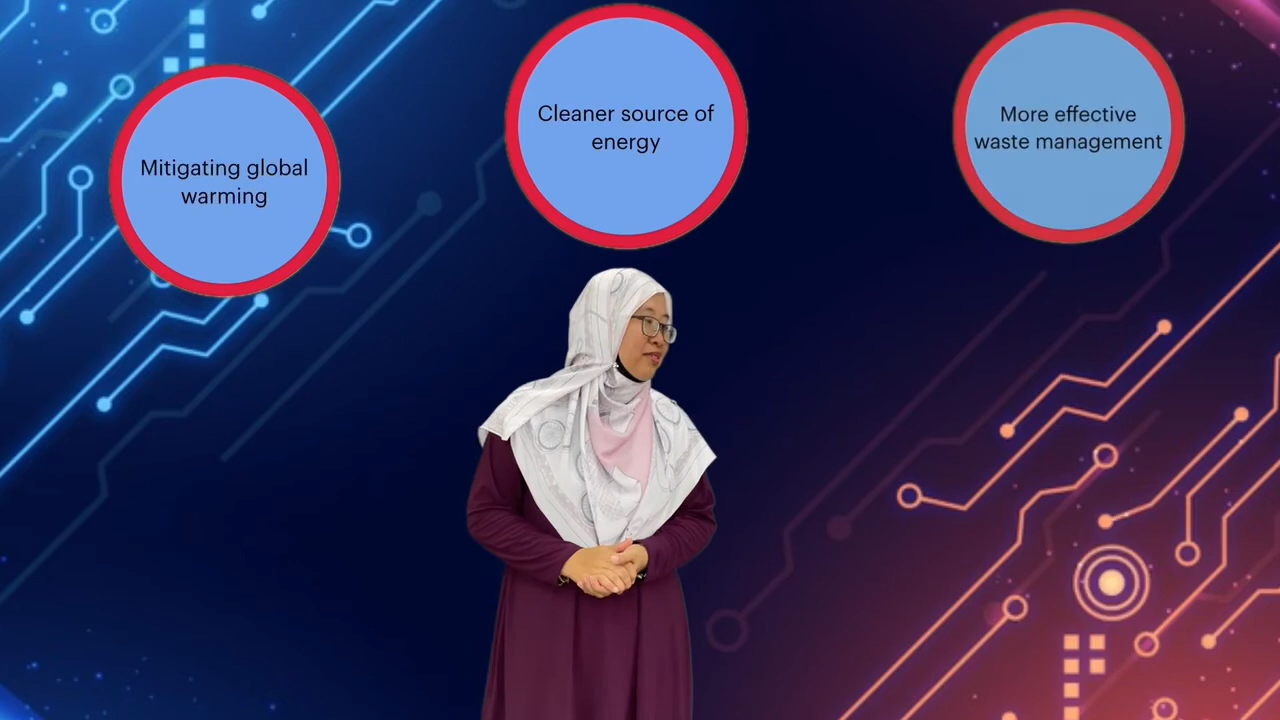 Mitigating global
warming
Cleaner source of
energy
More effective
waste management